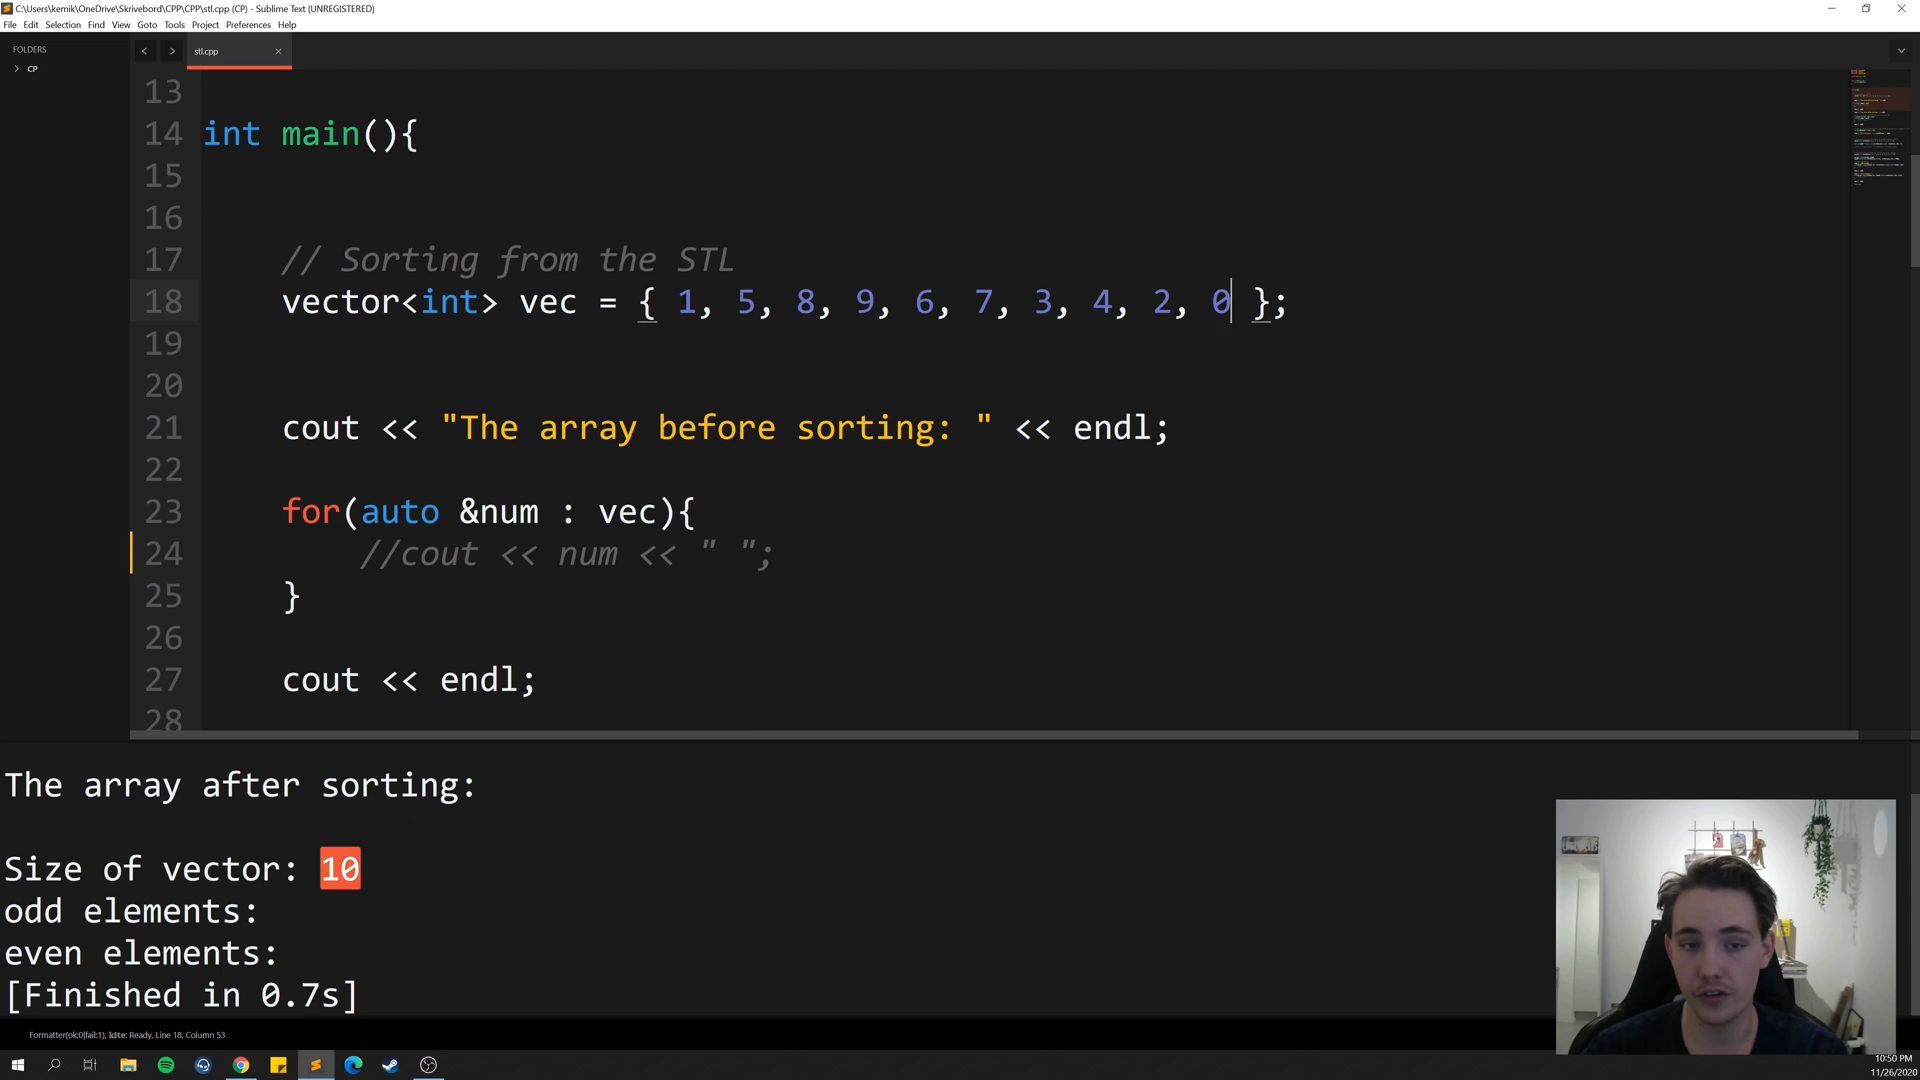 C:\Users\kemik\OneDrive\Skrivebord\CPP\CPP\stl.cpp (CP) - Sublime Text (UNREGISTERED)
File Edit Selection Find View Goto Tools Project Preferences Help
FOLDERS
CP
stl.cpp
13
14 int main(){
15
16
17 // Sorting from the STL
18 vector<int> vec = { 1, 5, 8, 9, 6, 7, 3, 4, 2, 0 };
19
20
21 cout << "The array before sorting: " << endl;
22
23 for(auto &num : vec){
24 //cout << num << " ";
25 }
26
27 cout << endl;
28
The array after sorting:
Size of vector: 10
odd elements:
even elements:
[Finished in 0.7s]
Line 18, Column 53
10:50 PM
11/26/2020